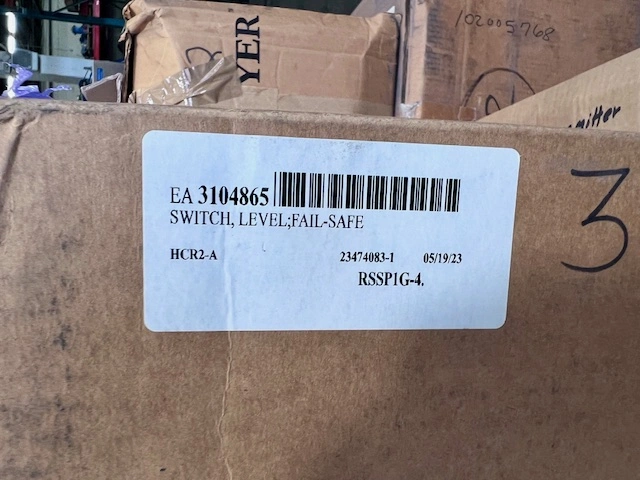 YER
102005768
mitter
3
EA 3104865
SWITCH, LEVEL;FAIL-SAFE
HCR2-A 23474083-1 05/19/23
RSSP1G-4.